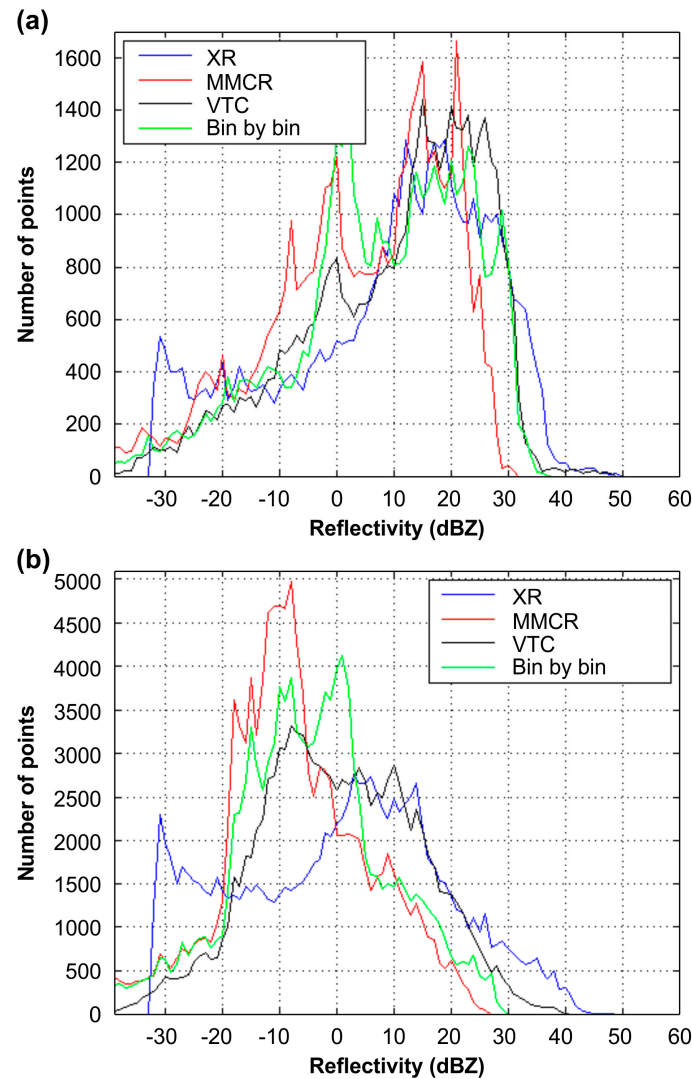 (a)
1600
1400
1200
1000
800
600
400
200
0
Number of points
XR
MMCR
VTC
Bin by bin
-30 -20 -10 0 10 20 30 40 50 60
Reflectivity (dBZ)
(b)
5000
4500
4000
3500
3000
2500
2000
1500
1000
500
0
Number of points
XR
MMCR
VTC
Bin by bin
-30 -20 -10 0 10 20 30 40 50 60
Reflectivity (dBZ)